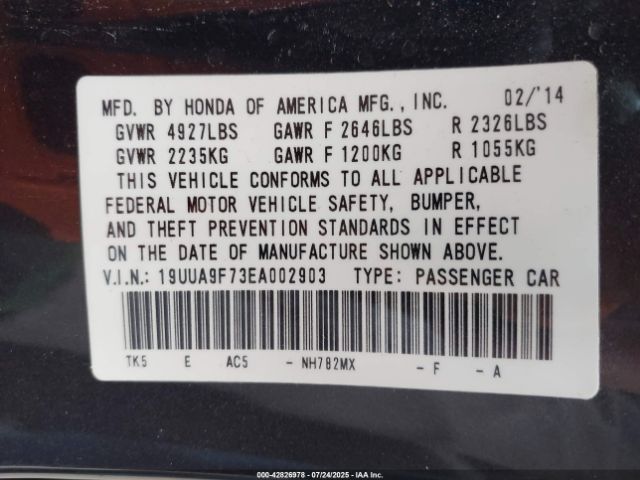 MFD. BY HONDA OF AMERICA MFG., INC. 02/'14
GVWR 4927LBS GAWR F 2646LBS R 2326LBS
GVWR 2235KG GAWR F 1200KG R 1055KG
THIS VEHICLE CONFORMS TO ALL APPLICABLE
FEDERAL MOTOR VEHICLE SAFETY, BUMPER,
AND THEFT PREVENTION STANDARDS IN EFFECT
ON THE DATE OF MANUFACTURE SHOWN ABOVE.
V.I.N.: 19UUA9F73EA002903 TYPE: PASSENGER CAR
TK5 E AC5 - NH782MX - F - A
000-42826978 - 07/24/2025 - IAA Inc.